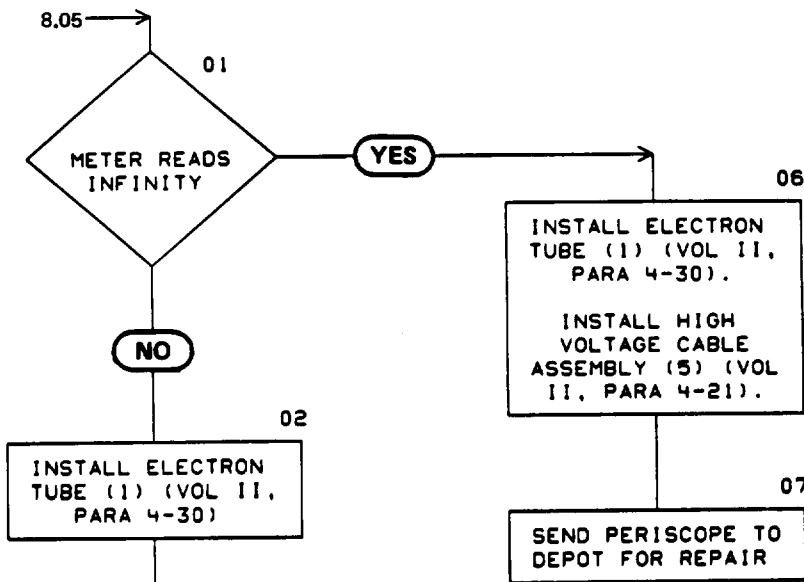 8.05
01
METER READS
INFINITY
YES
06
INSTALL ELECTRON
TUBE (1) (VOL II,
PARA 4-30).
INSTALL HIGH
VOLTAGE CABLE
ASSEMBLY (5) (VOL
II, PARA 4-21).
NO
02
INSTALL ELECTRON
TUBE (1) (VOL II,
PARA 4-30)
07
SEND PERISCOPE TO
DEPOT FOR REPAIR